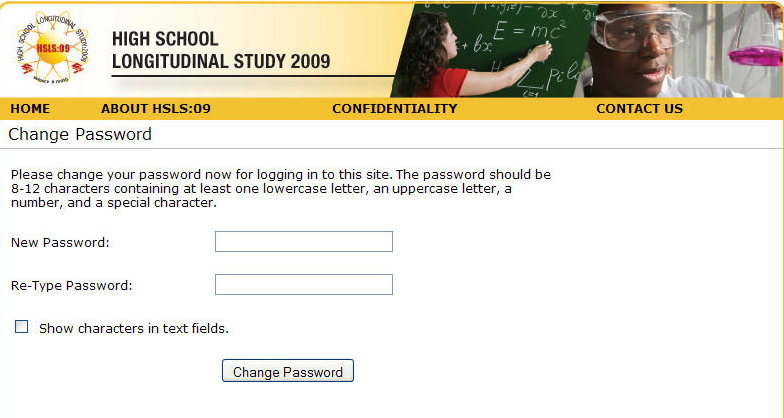 HSLS:09
HIGH SCHOOL
LONGITUDINAL STUDY 2009
E = mc²
+ bx
HOME ABOUT HSLS:09 CONFIDENTIALITY CONTACT US
Change Password
Please change your password now for logging in to this site. The password should be
8-12 characters containing at least one lowercase letter, an uppercase letter, a
number, and a special character.
New Password:
Re-Type Password:
Show characters in text fields.
Change Password